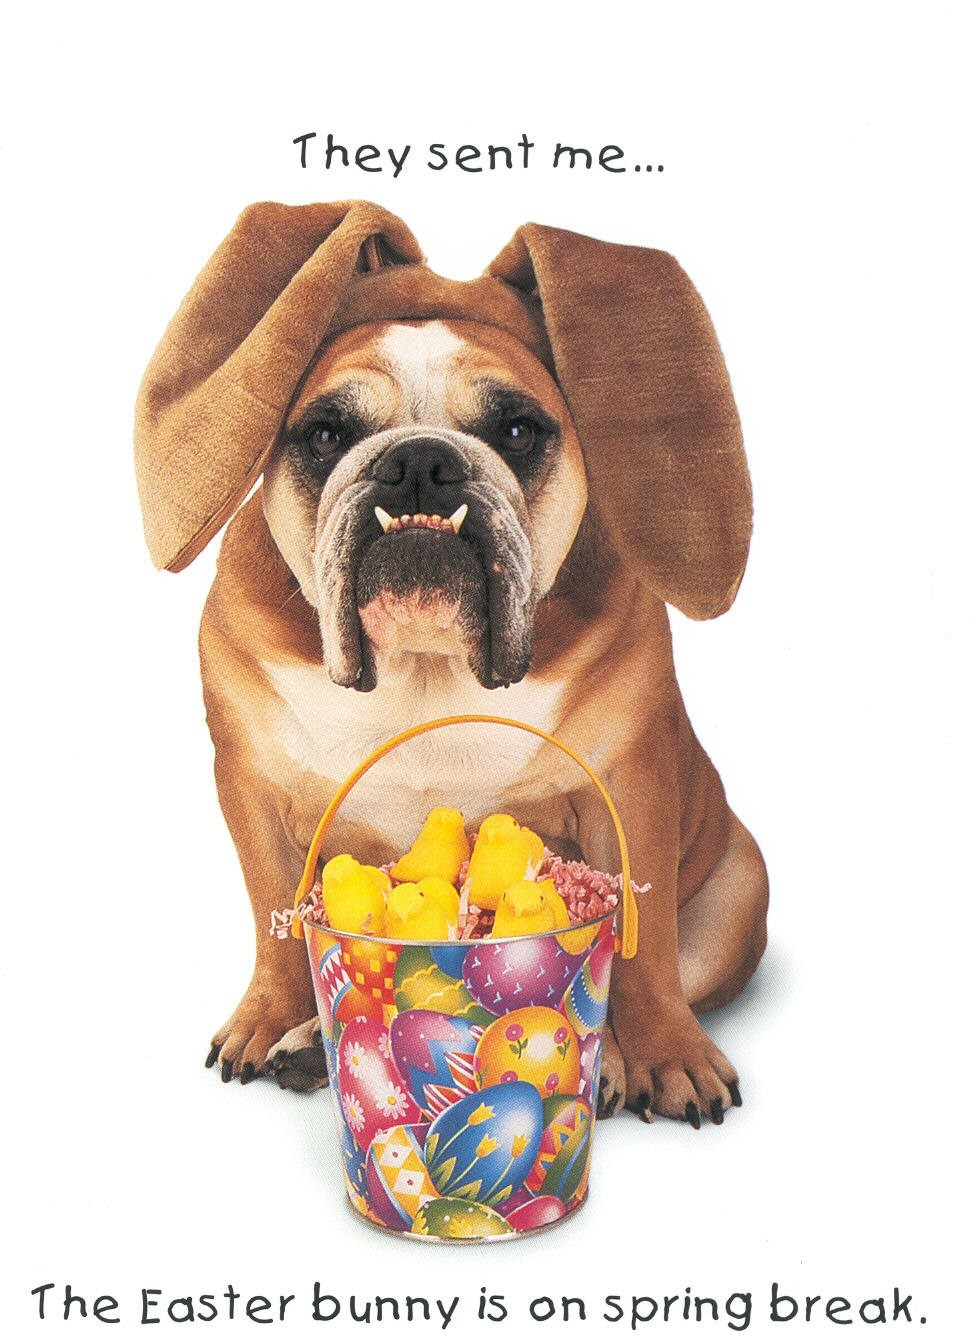 They sent me...
The Easter bunny is on spring break.